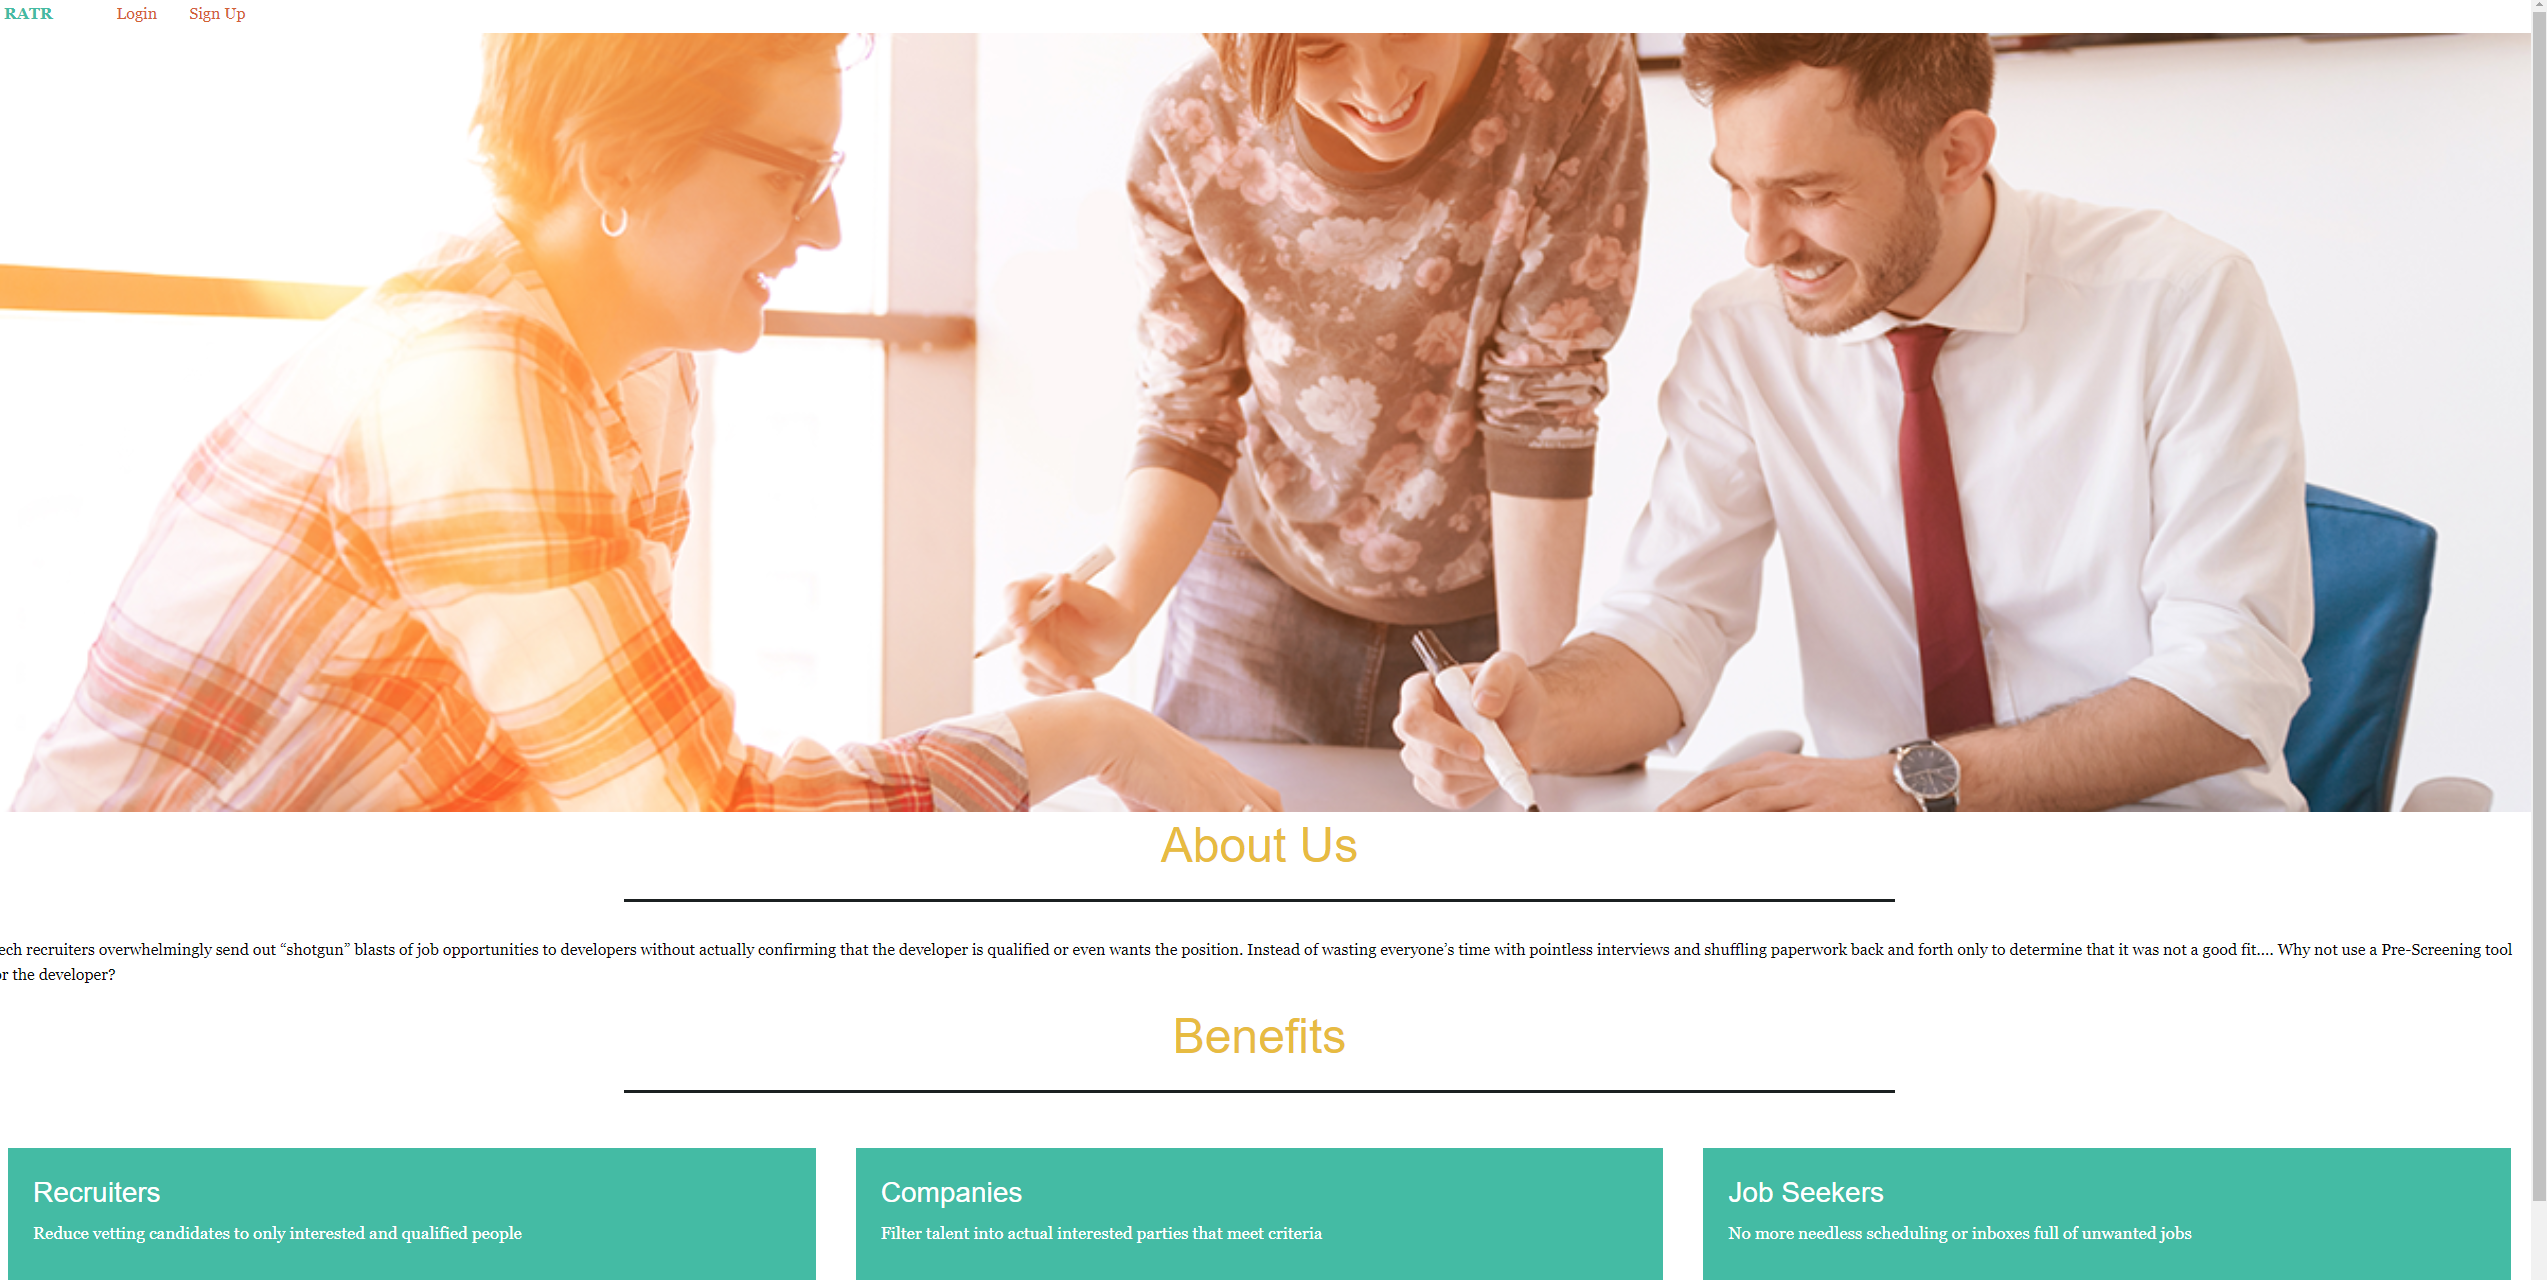 RATR Login Sign Up
About Us
ech recruiters overwhelmingly send out “shotgun” blasts of job opportunities to developers without actually confirming that the developer is qualified or even wants the position. Instead of wasting everyone’s time with pointless interviews and shuffling paperwork back and forth only to determine that it was not a good fit.... Why not use a Pre-Screening tool
or the developer?
Benefits
Recruiters Companies Job Seekers
Reduce vetting candidates to only interested and qualified people Filter talent into actual interested parties that meet criteria No more needless scheduling or inboxes full of unwanted jobs